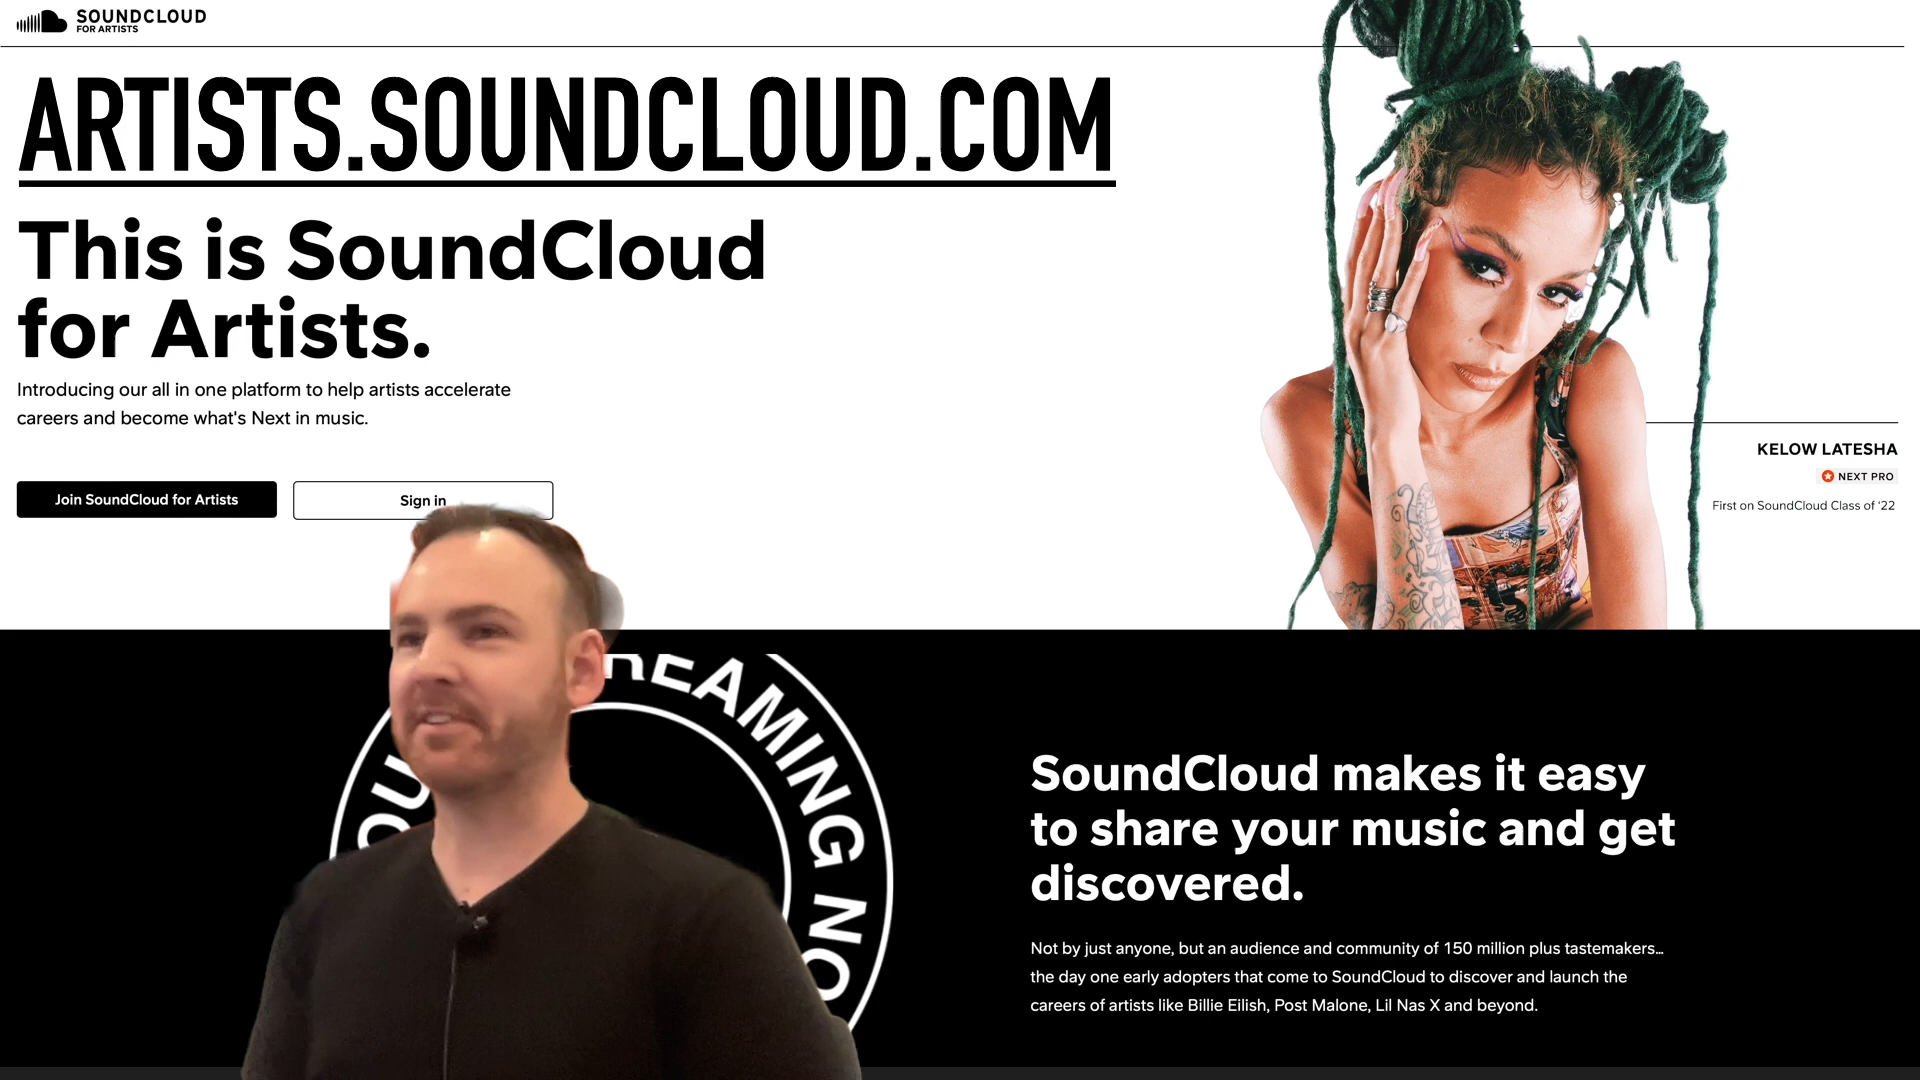 SOUNDCLOUD
FOR ARTISTS
ARTISTS.SOUNDCLOUD.COM
This is SoundCloud
for Artists.
Introducing our all in one platform to help artists accelerate
careers and become what's Next in music.
Join SoundCloud for Artists
Sign in
KELOW LATESHA
NEXT PRO
First on SoundCloud Class of ‘22
SoundCloud makes it easy
to share your music and get
discovered.
Not by just anyone, but an audience and community of 150 million plus tastemakers...
the day one early adopters that come to SoundCloud to discover and launch the
careers of artists like Billie Eilish, Post Malone, Lil Nas X and beyond.